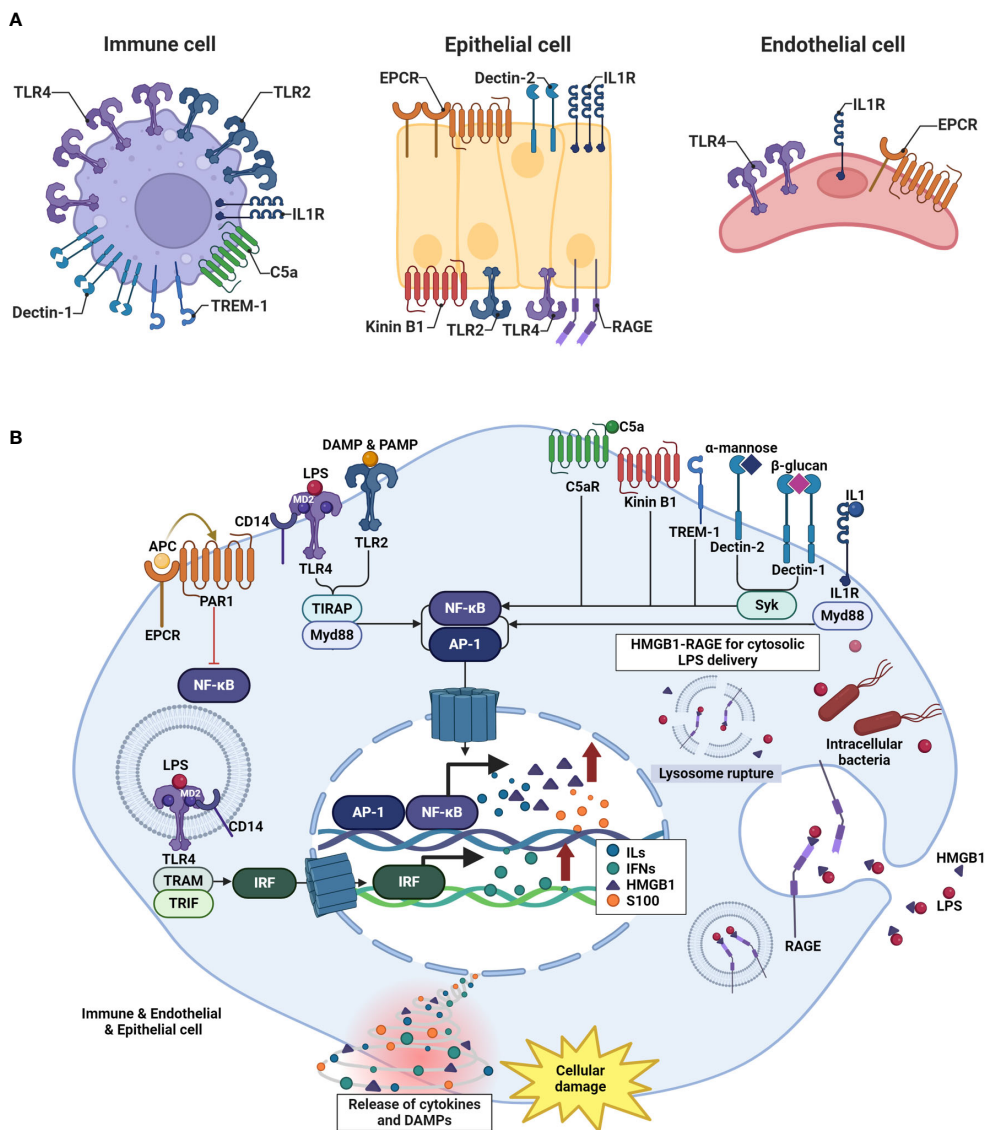 A
Immune cell
Epithelial cell
Endothelial cell
TLR4
TLR2
IL1R
C5a
TREM-1
Dectin-1
EPCR
Dectin-2
IL1R
Kinin B1
TLR2
TLR4
RAGE
TLR4
IL1R
EPCR
B
DAMP & PAMP
LPS
MD2
CD14
TLR4
TLR2
APC
PAR1
EPCR
NF-κB
TIRAP
Myd88
NF-κB
AP-1
C5a
C5aR
Kinin B1
TREM-1
α-mannose
Dectin-2
β-glucan
Dectin-1
Syk
IL1
IL1R
Myd88
HMGB1-RAGE for cytosolic
LPS delivery
Lysosome rupture
Intracellular
bacteria
LPS
MD2
CD14
TLR4
TRAM
TRIF
IRF
AP-1
NF-κB
IRF
ILs
IFNs
HMGB1
S100
RAGE
HMGB1
LPS
Immune & Endothelial
& Epithelial cell
Release of cytokines
and DAMPs
Cellular
damage